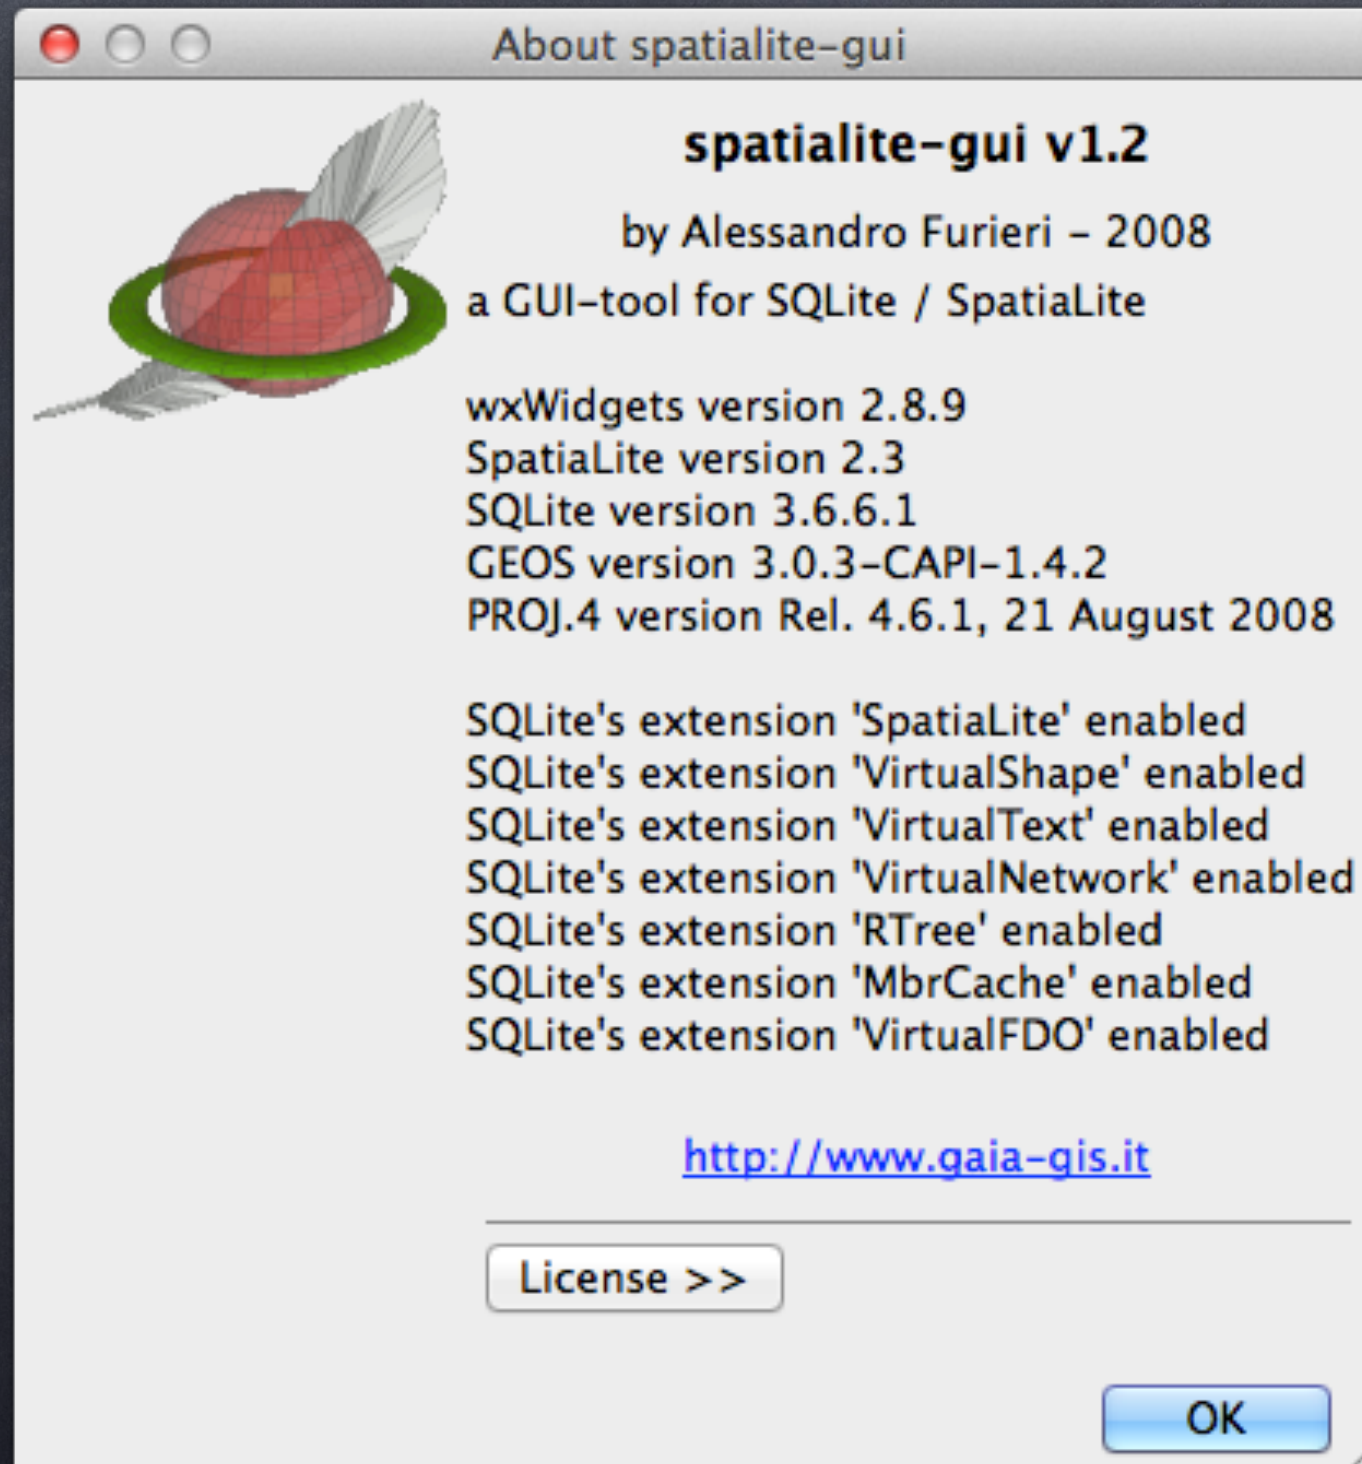 About spatialite-gui
spatialite-gui v1.2
by Alessandro Furieri - 2008
a GUI-tool for SQLite / SpatiaLite
wxWidgets version 2.8.9
SpatiaLite version 2.3
SQLite version 3.6.6.1
GEOS version 3.0.3-CAPI-1.4.2
PROJ.4 version Rel. 4.6.1, 21 August 2008
SQLite's extension 'SpatiaLite' enabled
SQLite's extension 'VirtualShape' enabled
SQLite's extension 'VirtualText' enabled
SQLite's extension 'VirtualNetwork' enabled
SQLite's extension 'RTree' enabled
SQLite's extension 'MbrCache' enabled
SQLite's extension 'VirtualFDO' enabled
http://www.gaia-gis.it
License >>
OK